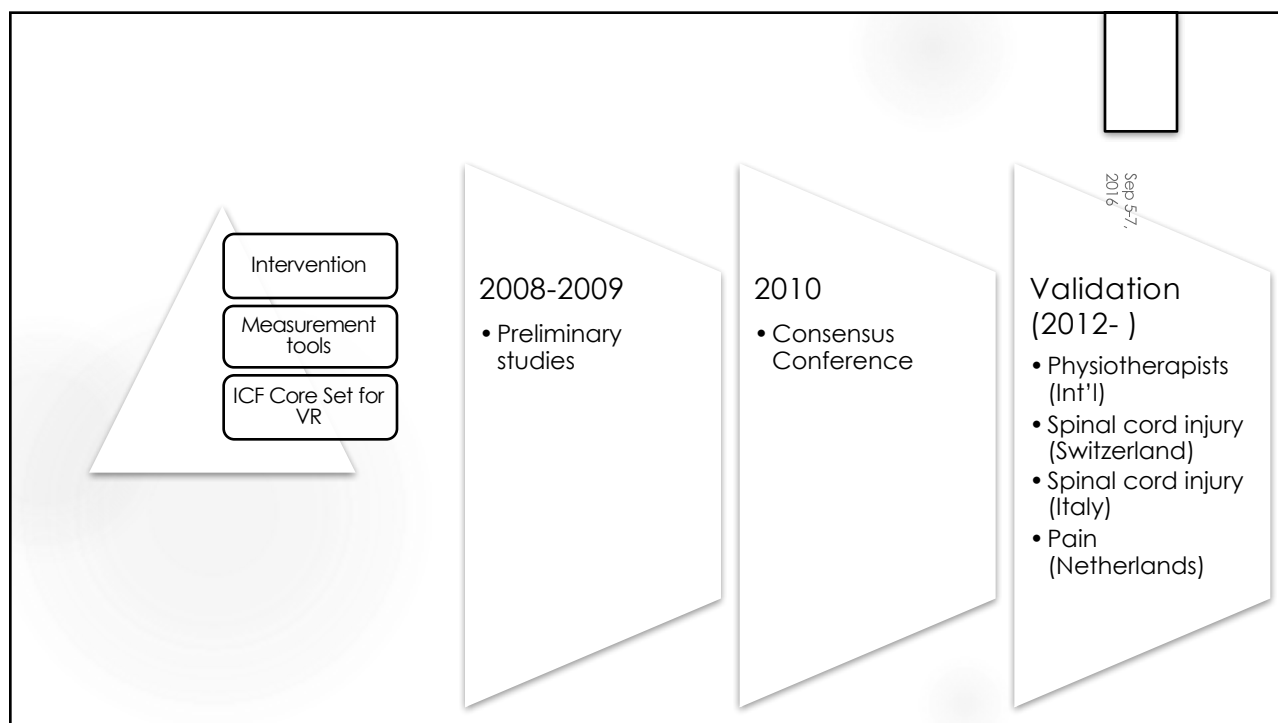 Sep 5-7,
2016
Intervention
Measurement
tools
ICF Core Set for
VR
2008-2009
• Preliminary
studies
2010
• Consensus
Conference
Validation
(2012- )
• Physiotherapists
(Int'l)
• Spinal cord injury
(Switzerland)
• Spinal cord injury
(Italy)
• Pain
(Netherlands)